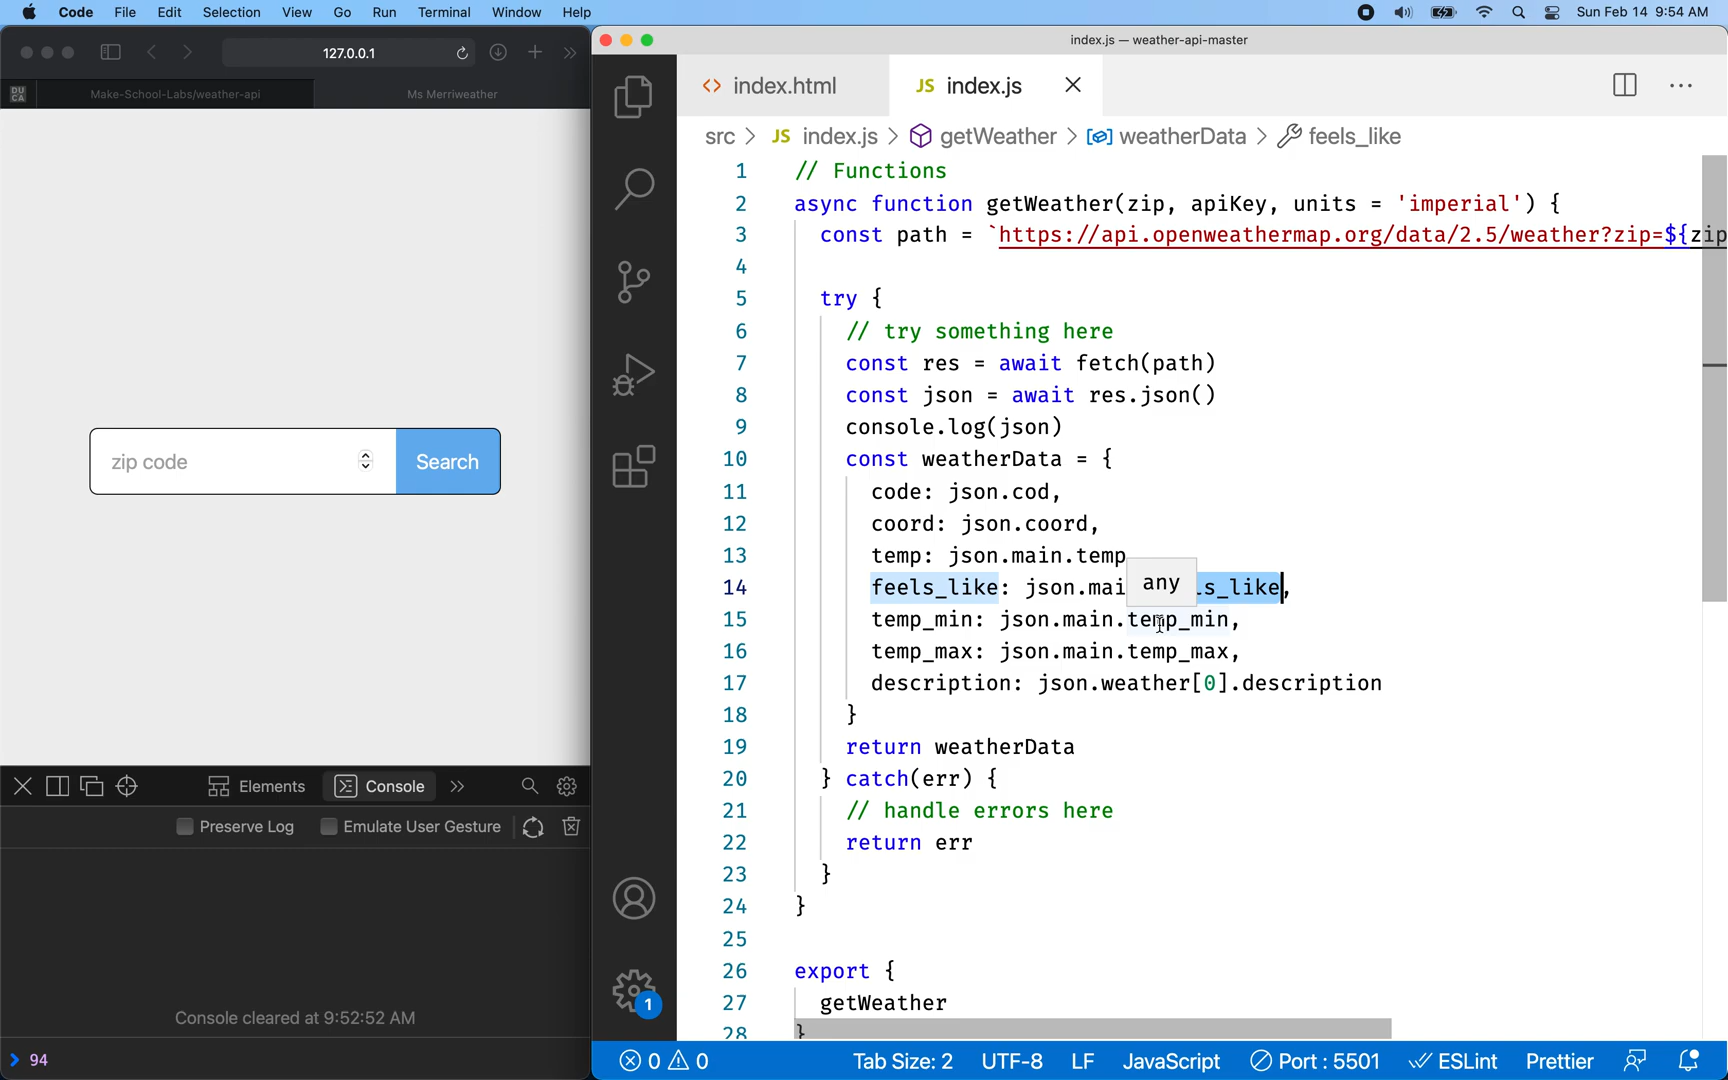 Code File Edit Selection View Go Run Terminal Window Help
Sun Feb 14 9:54 AM
127.0.0.1
DU CA
Make-School-Labs/weather-api
Ms Merriweather
zip code
Search
Elements
Console
Preserve Log
Emulate User Gesture
Console cleared at 9:52:52 AM
> 94
index.js — weather-api-master
<> index.html
JS index.js
src > JS index.js > getWeather > weatherData > feels_like
1 // Functions
2 async function getWeather(zip, apiKey, units = 'imperial') {
3 const path = `https://api.openweathermap.org/data/2.5/weather?zip=${zip
4
5 try {
6 // try something here
7 const res = await fetch(path)
8 const json = await res.json()
9 console.log(json)
10 const weatherData = {
11 code: json.cod,
12 coord: json.coord,
13 temp: json.main.temp
any
14 feels_like: json.mai ls_like,
15 temp_min: json.main.temp_min,
16 temp_max: json.main.temp_max,
17 description: json.weather[0].description
18 }
19 return weatherData
20 } catch(err) {
21 // handle errors here
22 return err
23 }
24 }
25
26 export {
27 getWeather
28 }
1
0 0
Tab Size: 2 UTF-8 LF JavaScript Port : 5501 ESLint Prettier